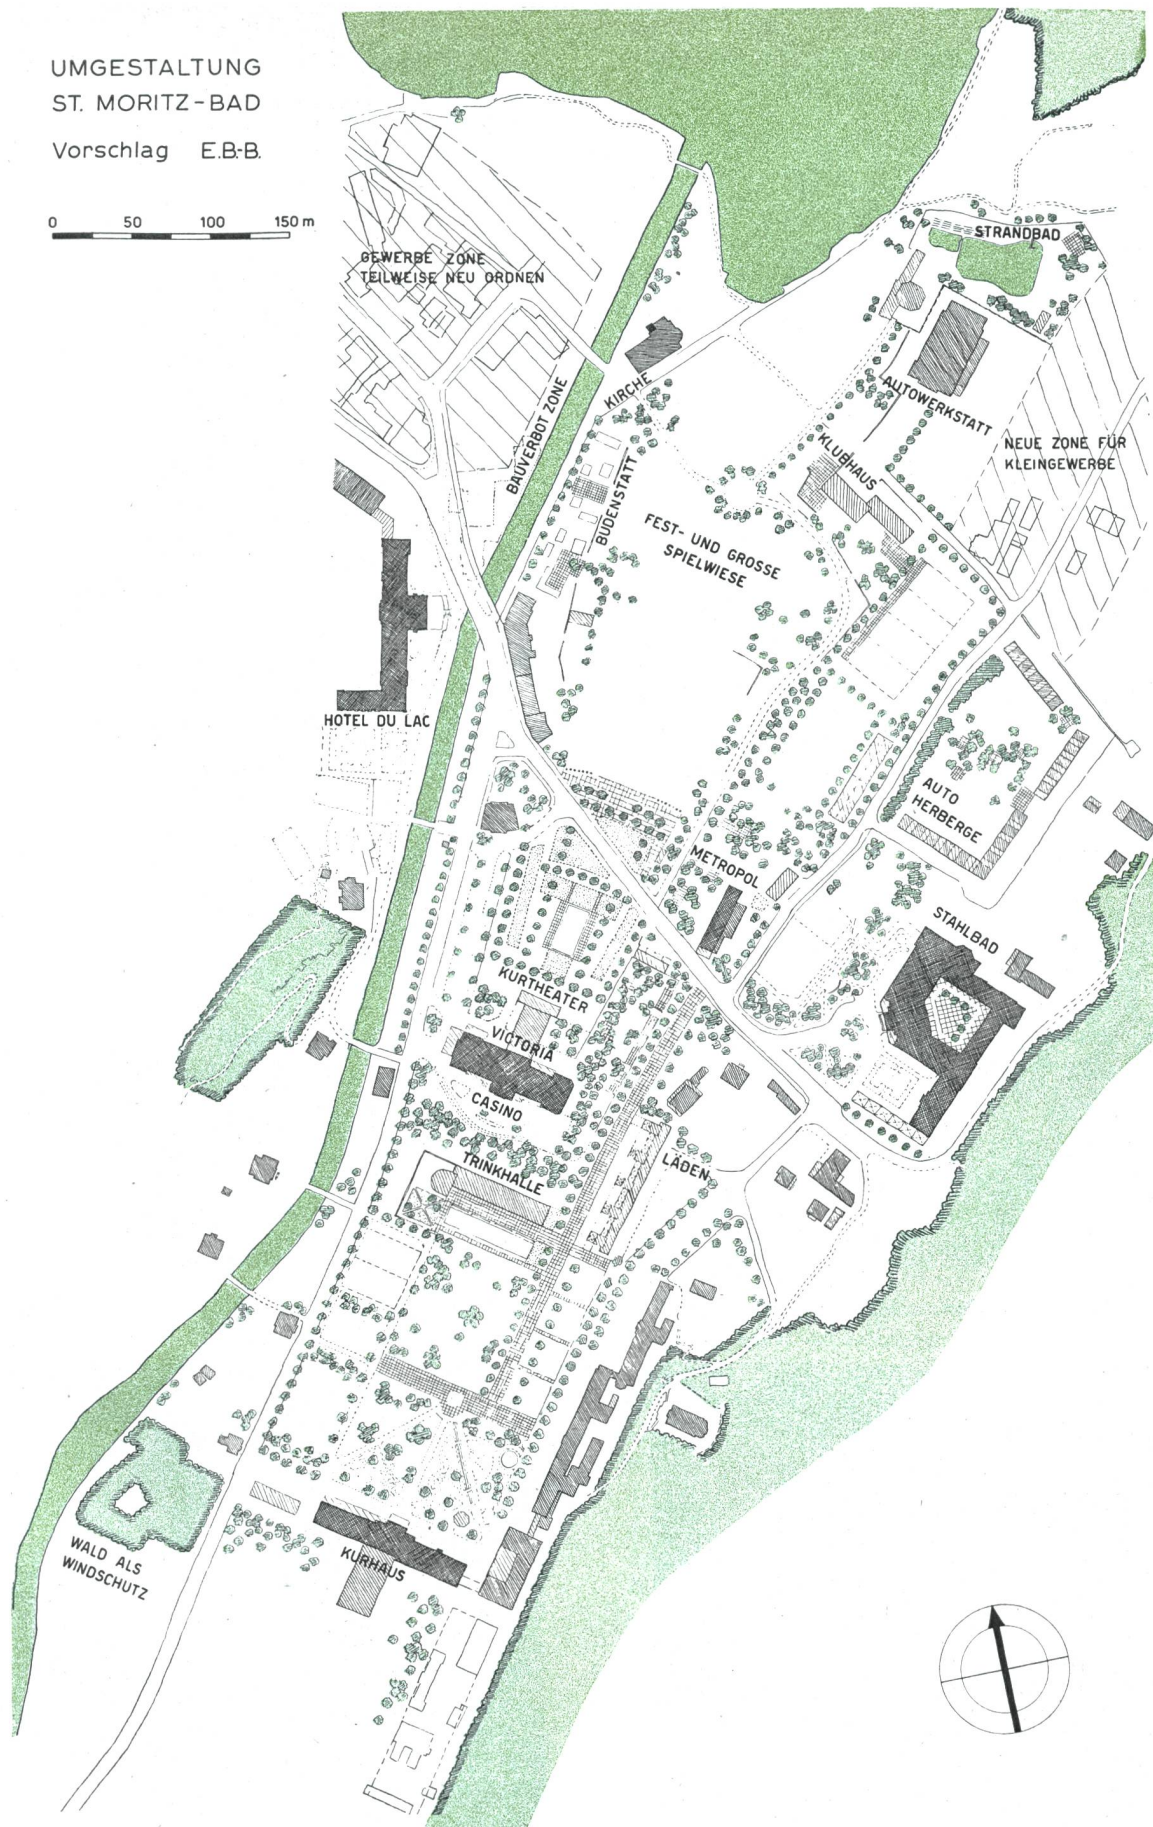 UMGESTALTUNG
ST. MORITZ-BAD
Vorschlag E.B.-B.
0 50 100 150 m
STRANDBAD
GEWERBE ZONE
TEILWEISE NEU ORDNEN
KIRCHE
AUTOWERKSTATT
BAUVERBOT ZONE
KLUBHAUS
NEUE ZONE FÜR
KLEINGEWERBE
BUDENSTATT
FEST- UND GROSSE
SPIELWIESE
HOTEL DU LAC
AUTO
HERBERGE
METROPOL
STAHLBAD
KURTHEATER
VICTORIA
CASINO
TRINKHALLE
LÄDEN
WALD ALS
WINDSCHUTZ
KURHAUS